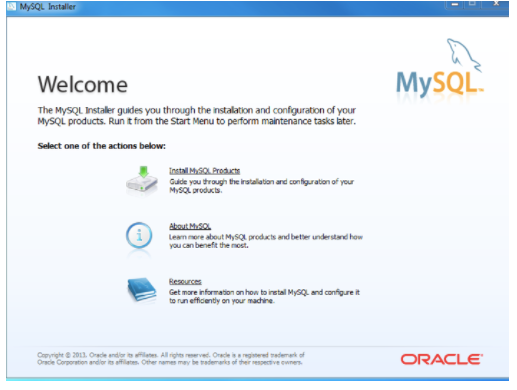 MySQL Installer
MySQL
Welcome
The MySQL Installer guides you through the installation and configuration of your
MySQL products. Run it from the Start Menu to perform maintenance tasks later.
Select one of the actions below:
Install MySQL Products
Guide you through the installation and configuration of your
MySQL products.
About MySQL
Learn more about MySQL products and better understand how
you can benefit the most.
Resources
Get more information on how to install MySQL and configure it
to run efficiently on your machine.
Copyright © 2013, Oracle and/or its affiliates. All rights reserved. Oracle is a registered trademark of
Oracle Corporation and/or its affiliates. Other names may be trademarks of their respective owners.
ORACLE